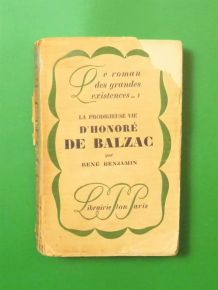 Le roman
des grandes
existences _ 1
LA PRODIGIEUSE VIE
D'HONORÉ
DE BALZAC
par
RENÉ BENJAMIN
Librairie Plon Paris